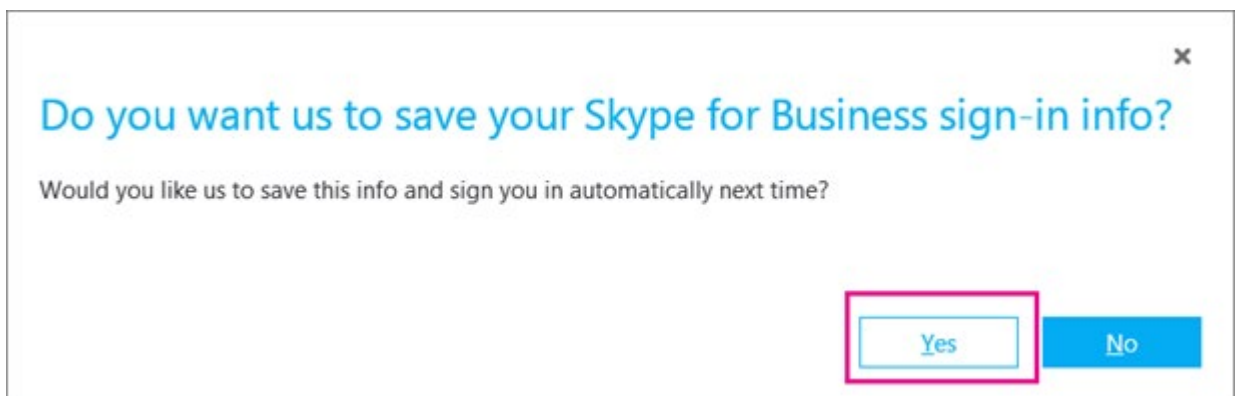 Do you want us to save your Skype for Business sign-in info?
Would you like us to save this info and sign you in automatically next time?
Yes
No